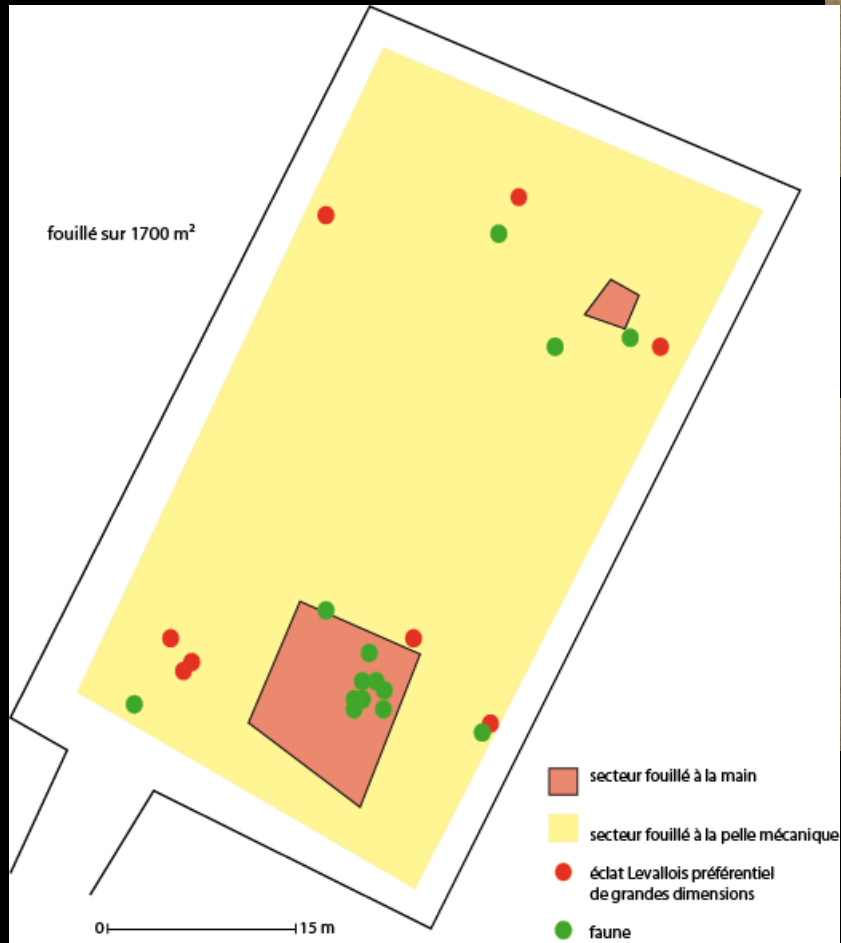 fouillé sur 1700 m²
secteur fouillé à la main
secteur fouillé à la pelle mécanique
éclat Levallois préférentiel
de grandes dimensions
faune
0 15 m